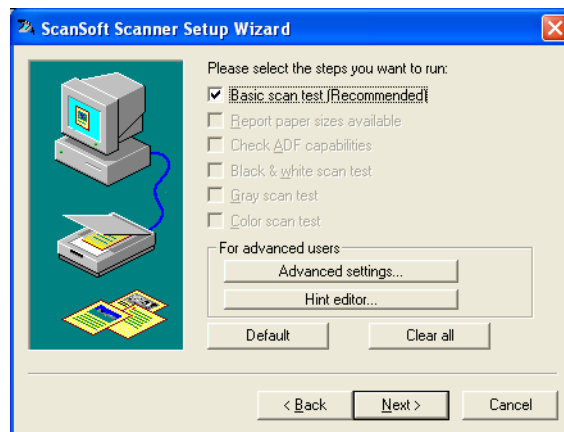 ScanSoft Scanner Setup Wizard
Please select the steps you want to run:
Basic scan test (Recommended)
Report paper sizes available
Check ADF capabilities
Black & white scan test
Gray scan test
Color scan test
For advanced users
Advanced settings...
Hint editor...
Default Clear all
< Back Next > Cancel